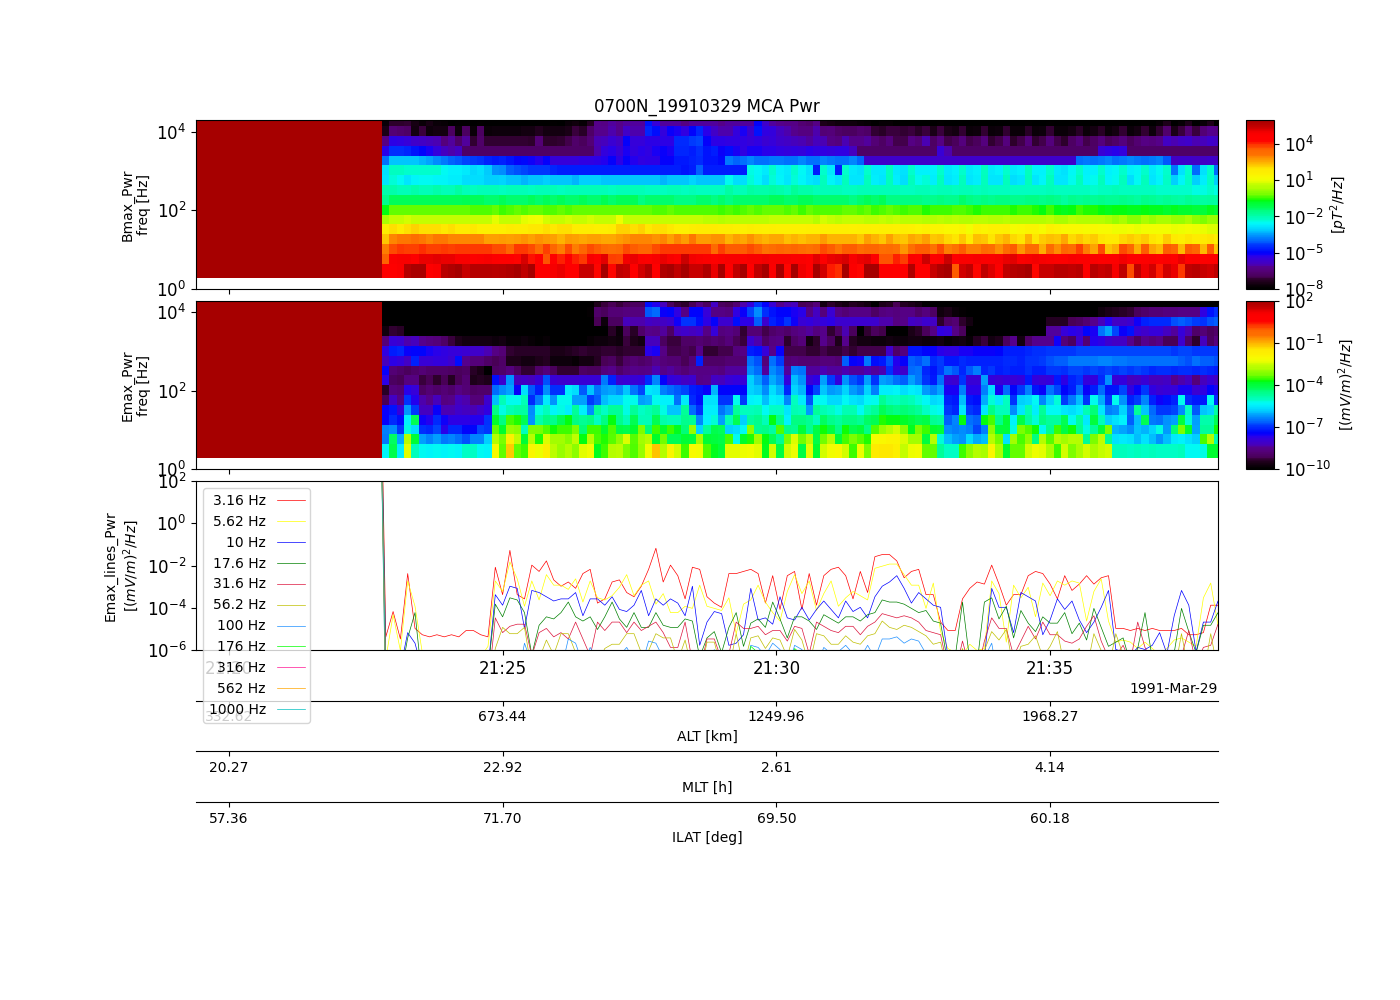 0700N_19910329 MCA Pwr
10^4
10^2
10^0
Bmax_Pwr
freq [Hz]
10^4
10^1
10^-2
10^-5
10^-8
[pT^2/Hz]
10^4
10^2
10^0
Emax_Pwr
freq [Hz]
10^2
10^-1
10^-4
10^-7
10^-10
[(mV/m)^2/Hz]
10^2
10^0
10^-2
10^-4
10^-6
Emax_lines_Pwr
[(mV/m)^2/Hz]
3.16 Hz
5.62 Hz
10 Hz
17.6 Hz
31.6 Hz
56.2 Hz
100 Hz
176 Hz
316 Hz
562 Hz
1000 Hz
21:20 21:25 21:30 21:35
1991-Mar-29
332.62 673.44 1249.96 1968.27
ALT [km]
20.27 22.92 2.61 4.14
MLT [h]
57.36 71.70 69.50 60.18
ILAT [deg]